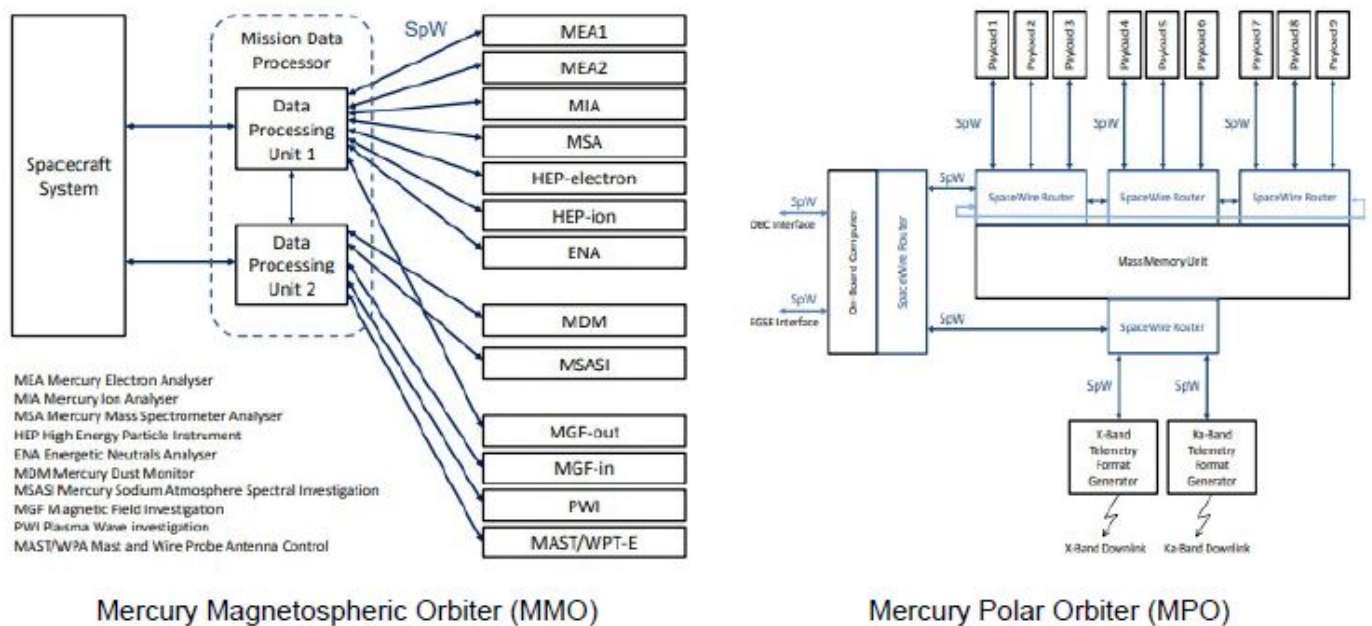 SpW
Mission Data
Processor
Data
Processing
Unit 1
Data
Processing
Unit 2
Spacecraft
System
MEA1
MEA2
MIA
MSA
HEP-electron
HEP-ion
ENA
MDM
MSASI
MGF-out
MGF-in
PWI
MAST/WPT-E
MEA Mercury Electron Analyser
MIA Mercury Ion Analyser
MSA Mercury Mass Spectrometer Analyser
HEP High Energy Particle Instrument
ENA Energetic Neutrals Analyser
MDM Mercury Dust Monitor
MSASI Mercury Sodium Atmosphere Spectral Investigation
MGF Magnetic Field Investigation
PWI Plasma Wave investigation
MAST/WPA Mast and Wire Probe Antenna Control
Mercury Magnetospheric Orbiter (MMO)
Payload 1
Payload 2
Payload 3
Payload 4
Payload 5
Payload 6
Payload 7
Payload 8
Payload 9
SpW
SpW
SpW
SpW
SpaceWire Router
SpaceWire Router
SpaceWire Router
SpW
OBC Interface
SpW
EGSE Interface
On-Board Computer
SpaceWire Router
Mass Memory Unit
SpW
SpaceWire Router
SpW
SpW
X-Band
Telemetry
Format
Generator
Ka-Band
Telemetry
Format
Generator
X-Band Downlink
Ka-Band Downlink
Mercury Polar Orbiter (MPO)